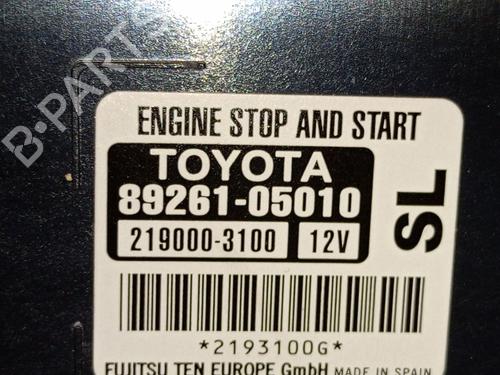 B-PARTS
ENGINE STOP AND START
TOYOTA
89261-05010
219000-3100 12V
SL
*2193100G*
FUJITSU TEN EUROPE GmbH MADE IN SPAIN